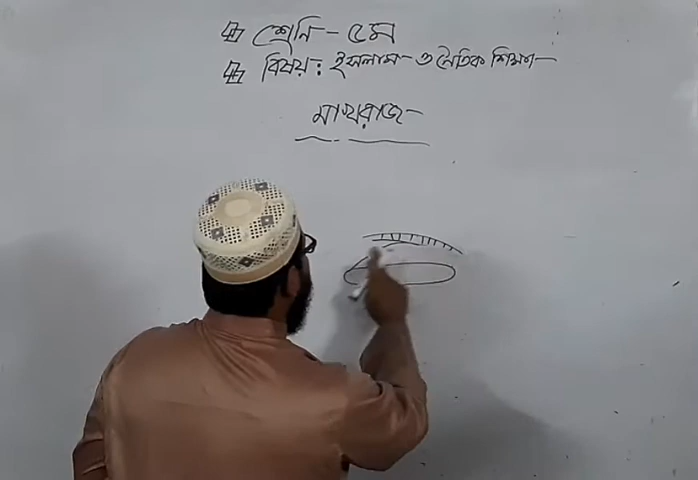 শ্রেনি - ৫ম
বিষয় : ইসলাম ও নৈতিক শিক্ষা
মাখরাজ